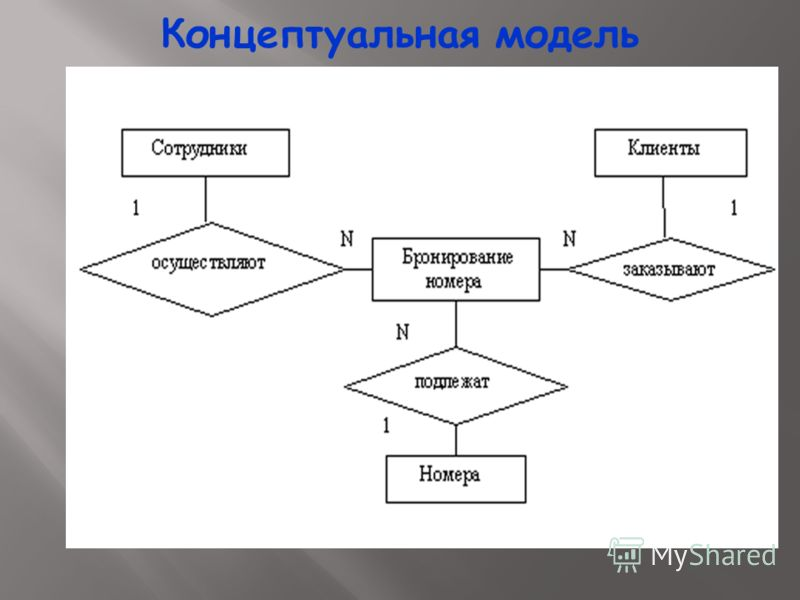 Концептуальная модель
Сотрудники
Клиенты
1
1
N
N
осуществляют
Бронирование
номера
заказывают
N
подлежат
1
Номера
MyShared